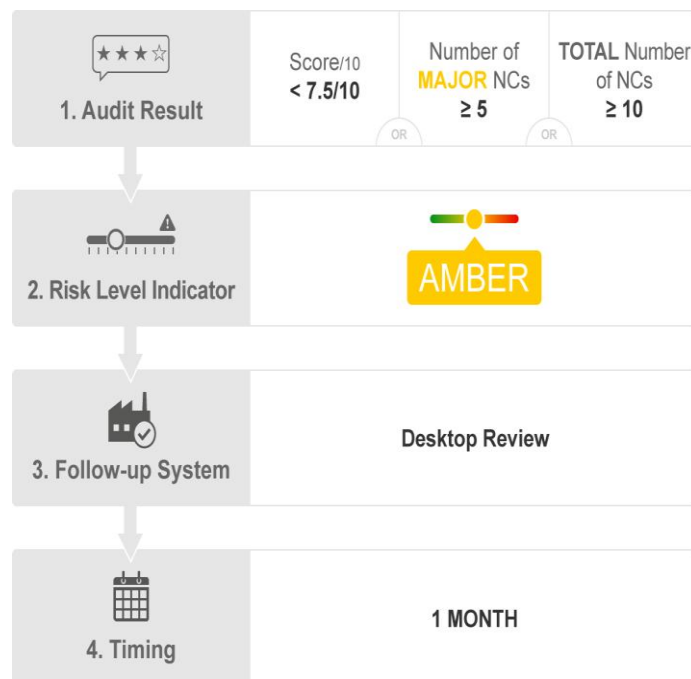 1. Audit Result
Score/10
< 7.5/10
OR
Number of
MAJOR NCs
≥ 5
OR
TOTAL Number
of NCs
≥ 10
2. Risk Level Indicator
AMBER
3. Follow-up System
Desktop Review
4. Timing
1 MONTH